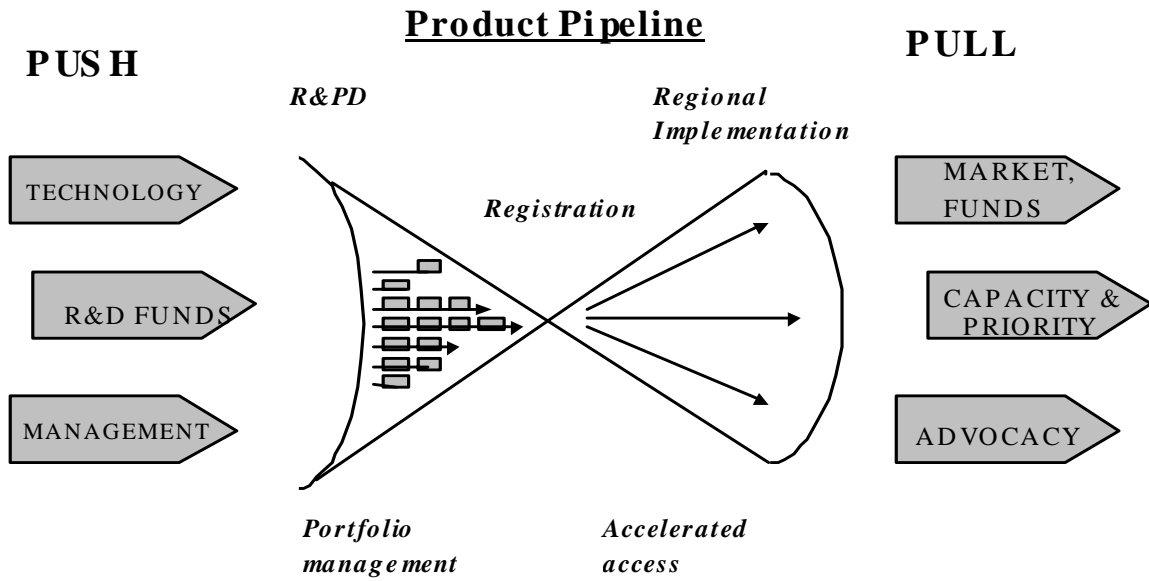 Product Pipeline
PUSH
PULL
R&PD
Regional
Implementation
TECHNOLOGY
MARKET,
FUNDS
Registration
R&D FUNDS
CAPACITY &
PRIORITY
MANAGEMENT
ADVOCACY
Portfolio
management
Accelerated
access